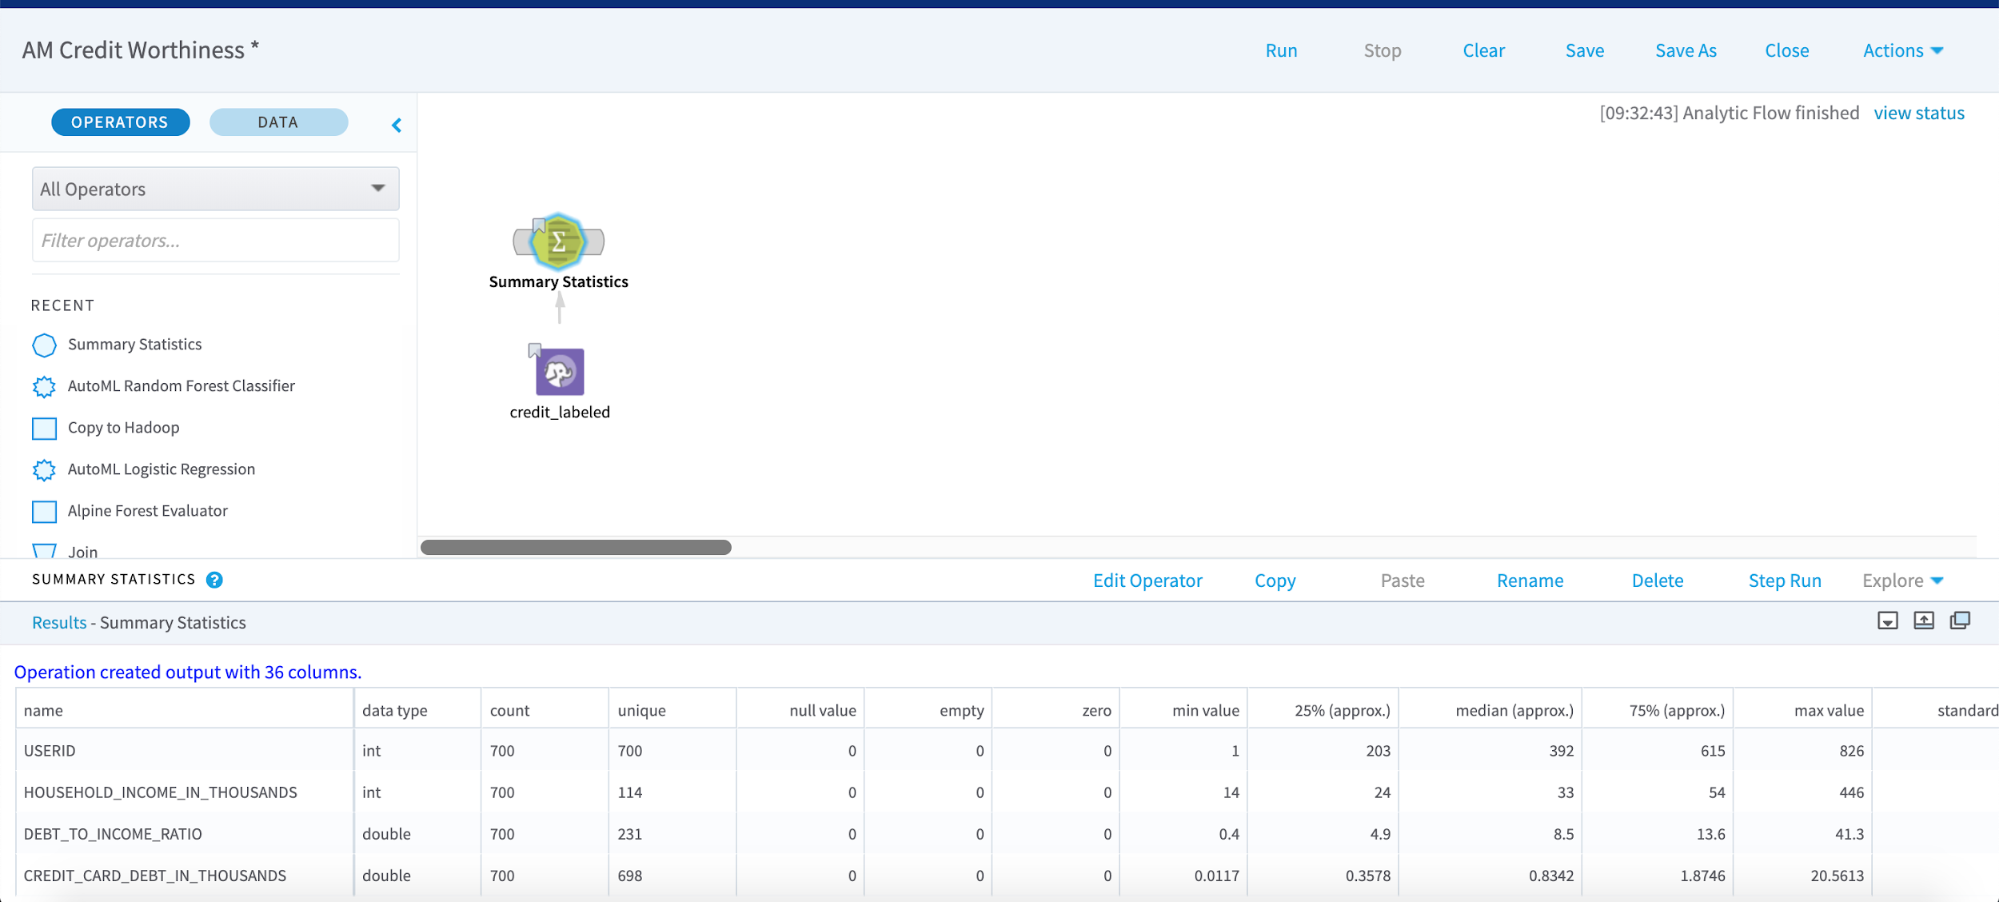 AM Credit Worthiness *
Run Stop Clear Save Save As Close Actions
OPERATORS DATA
[09:32:43] Analytic Flow finished view status
All Operators
Filter operators...
RECENT
Summary Statistics
AutoML Random Forest Classifier
Copy to Hadoop
AutoML Logistic Regression
Alpine Forest Evaluator
Join
Σ
Summary Statistics
credit_labeled
SUMMARY STATISTICS ?
Edit Operator Copy Paste Rename Delete Step Run Explore
Results - Summary Statistics
Operation created output with 36 columns.
name data type count unique null value empty zero min value 25% (approx.) median (approx.) 75% (approx.) max value standard
USERID int 700 700 0 0 0 1 203 392 615 826
HOUSEHOLD_INCOME_IN_THOUSANDS int 700 114 0 0 0 14 24 33 54 446
DEBT_TO_INCOME_RATIO double 700 231 0 0 0 0.4 4.9 8.5 13.6 41.3
CREDIT_CARD_DEBT_IN_THOUSANDS double 700 698 0 0 0 0.0117 0.3578 0.8342 1.8746 20.5613